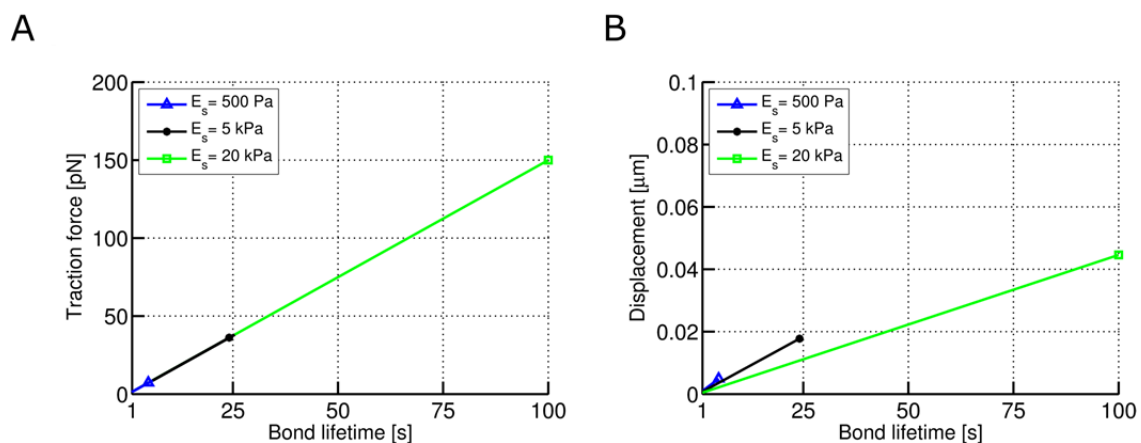 A
Traction force [pN]
200
150
100
50
0
E_s= 500 Pa
E_s= 5 kPa
E_s= 20 kPa
1 25 50 75 100
Bond lifetime [s]
B
Displacement [μm]
0.1
0.08
0.06
0.04
0.02
0
E_s= 500 Pa
E_s= 5 kPa
E_s= 20 kPa
1 25 50 75 100
Bond lifetime [s]